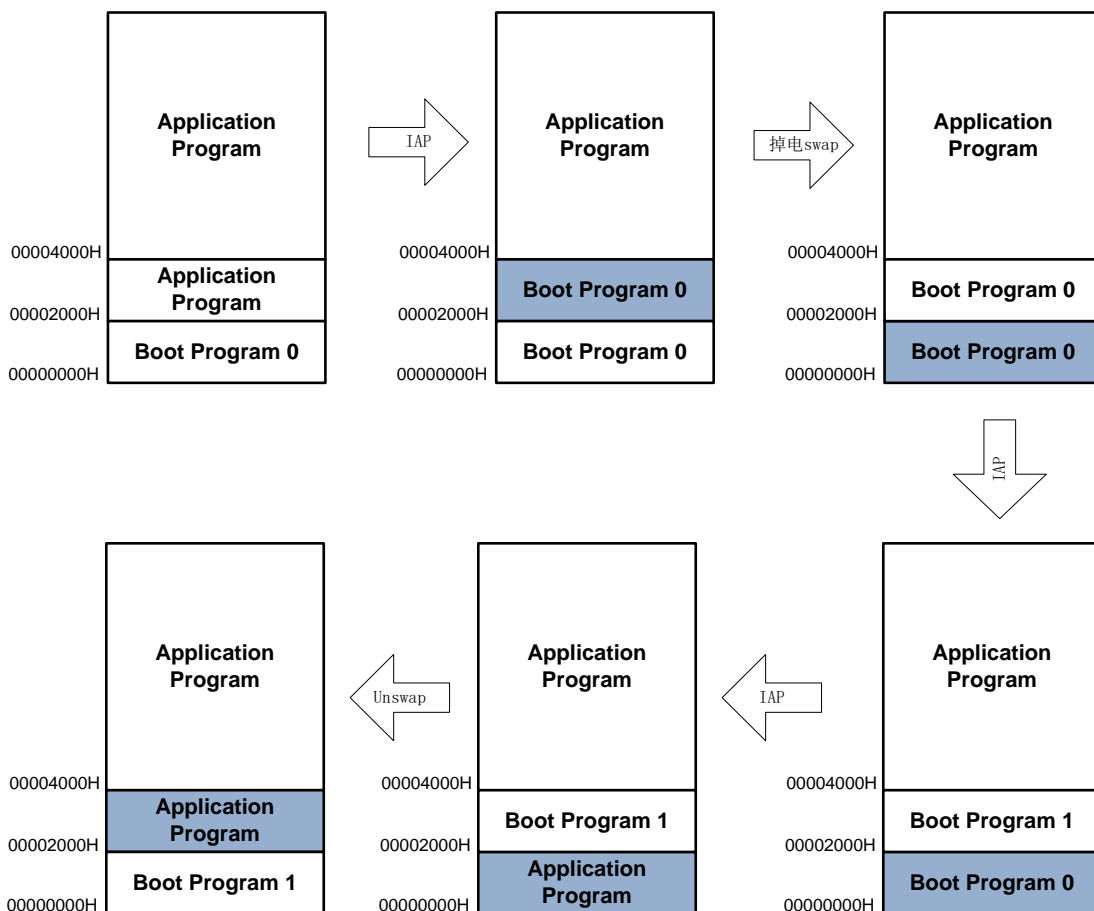 Application
Program
00004000H
Application
Program
00002000H
Boot Program 0
00000000H
IAP
Application
Program
00004000H
Boot Program 0
00002000H
Boot Program 0
00000000H
掉电swap
Application
Program
00004000H
Boot Program 0
00002000H
Boot Program 0
00000000H
IAP
Application
Program
00004000H
Boot Program 1
00002000H
Boot Program 0
00000000H
IAP
Application
Program
00004000H
Boot Program 1
00002000H
Application
Program
00000000H
Unswap
Application
Program
00004000H
Application
Program
00002000H
Boot Program 1
00000000H